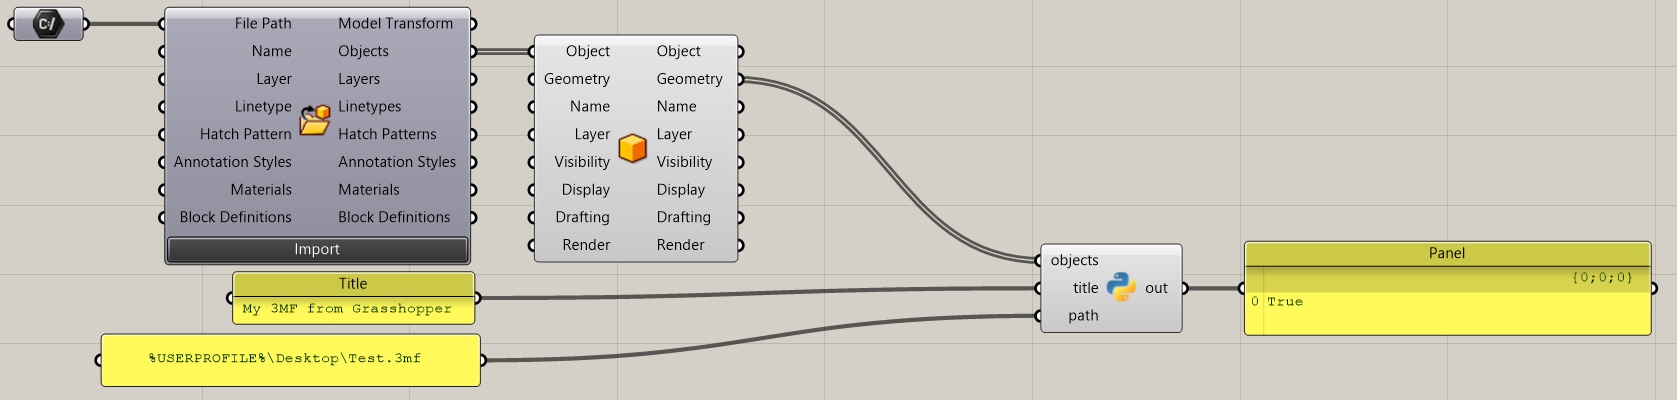 C:/
File Path Model Transform
Name Objects
Layer Layers
Linetype Linetypes
Hatch Pattern Hatch Patterns
Annotation Styles Annotation Styles
Materials Materials
Block Definitions Block Definitions
Import
Object Object
Geometry Geometry
Name Name
Layer Layer
Visibility Visibility
Display Display
Drafting Drafting
Render Render
Title
My 3MF from Grasshopper
%USERPROFILE%\Desktop\Test.3mf
objects
title out
path
Panel
{0;0;0}
0 True